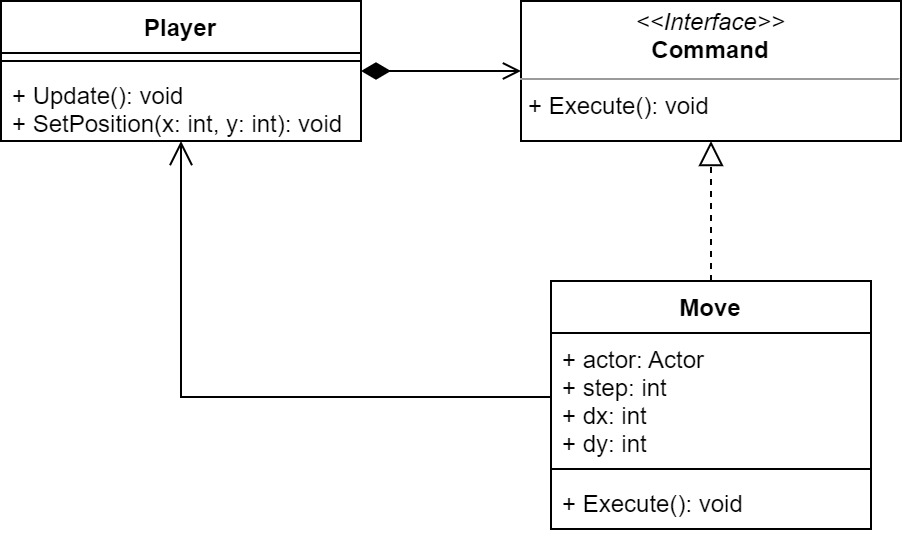 Player
+ Update(): void
+ SetPosition(x: int, y: int): void
<<Interface>>
Command
+ Execute(): void
Move
+ actor: Actor
+ step: int
+ dx: int
+ dy: int
+ Execute(): void